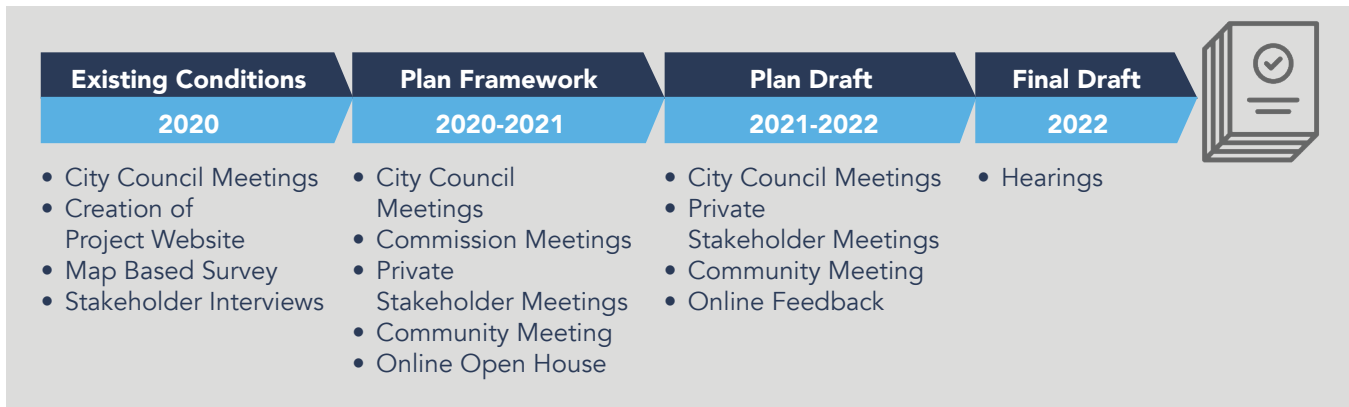 Existing Conditions
2020
• City Council Meetings
• Creation of
Project Website
• Map Based Survey
• Stakeholder Interviews
Plan Framework
2020-2021
• City Council
Meetings
• Commission Meetings
• Private
Stakeholder Meetings
• Community Meeting
• Online Open House
Plan Draft
2021-2022
• City Council Meetings
• Private
Stakeholder Meetings
• Community Meeting
• Online Feedback
Final Draft
2022
• Hearings